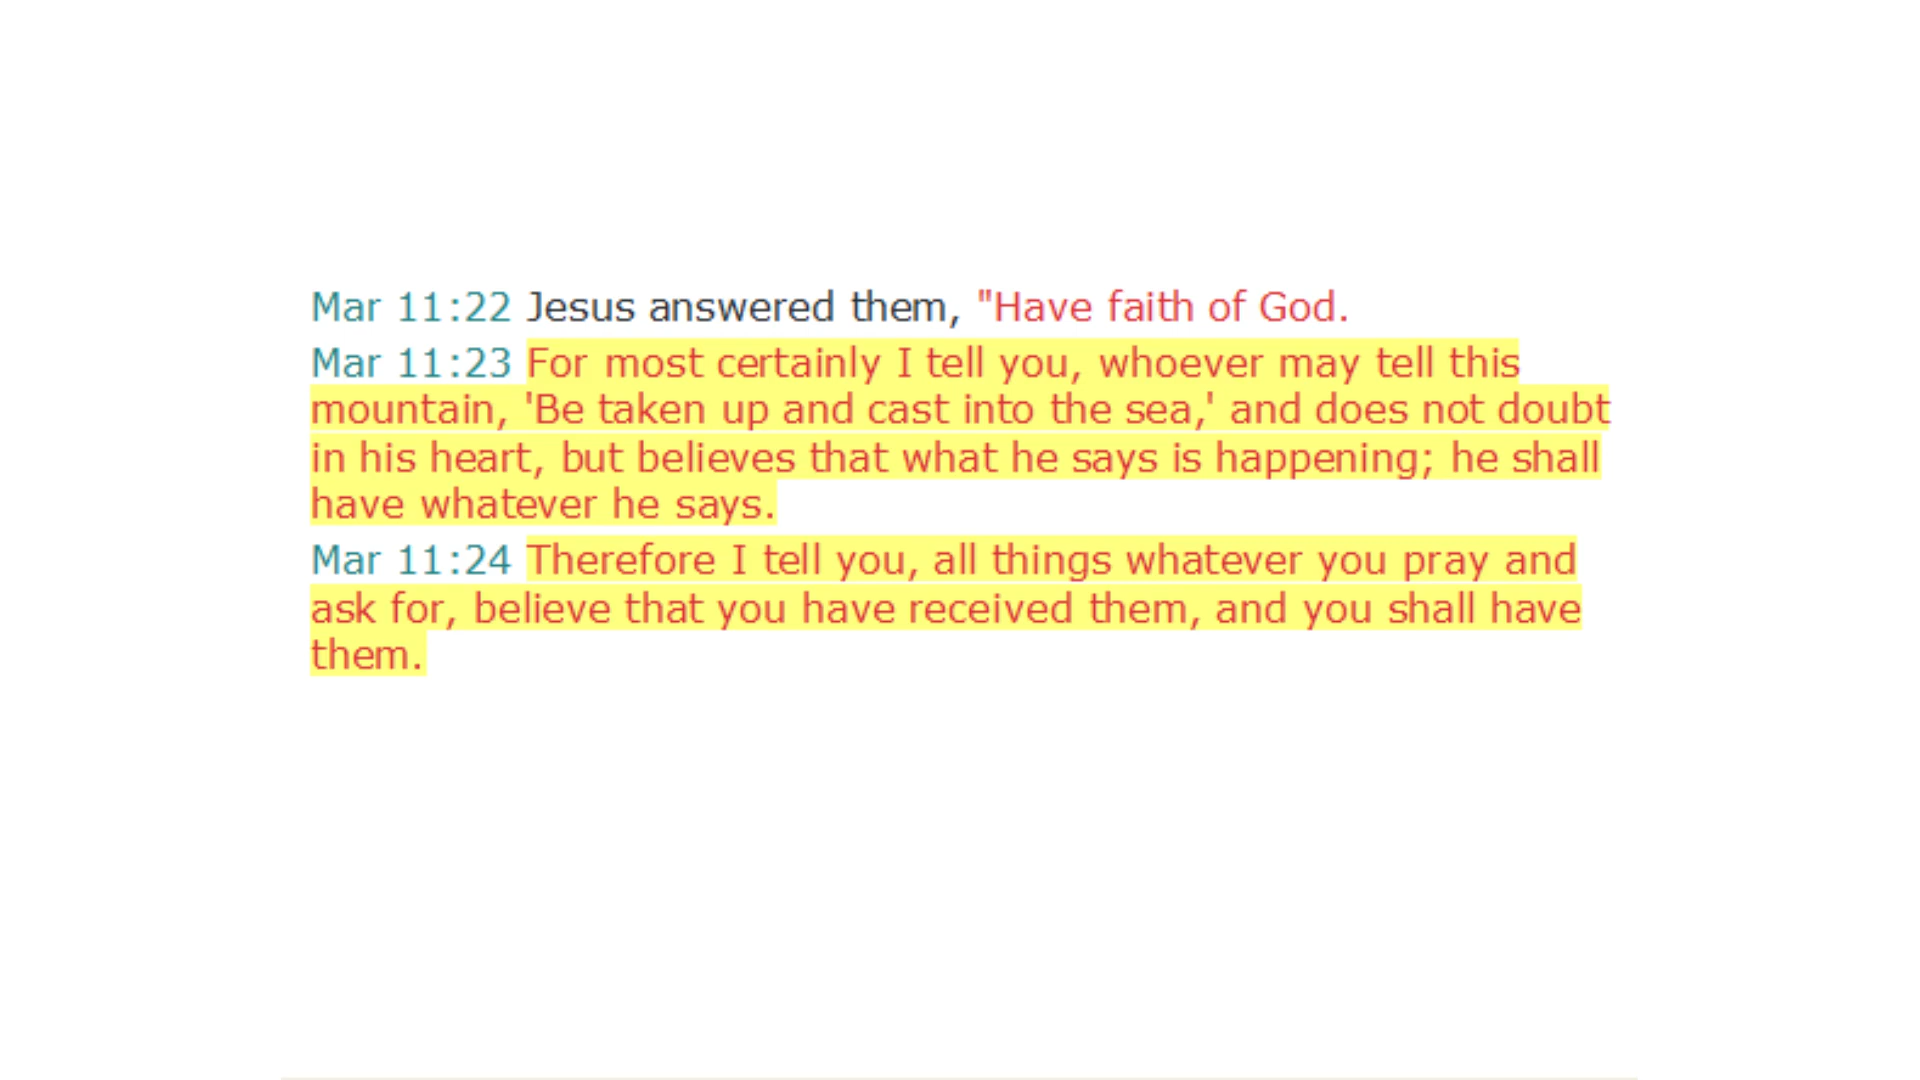 Mar 11:22 Jesus answered them, "Have faith of God.
Mar 11:23 For most certainly I tell you, whoever may tell this
mountain, 'Be taken up and cast into the sea,' and does not doubt
in his heart, but believes that what he says is happening; he shall
have whatever he says.
Mar 11:24 Therefore I tell you, all things whatever you pray and
ask for, believe that you have received them, and you shall have
them.